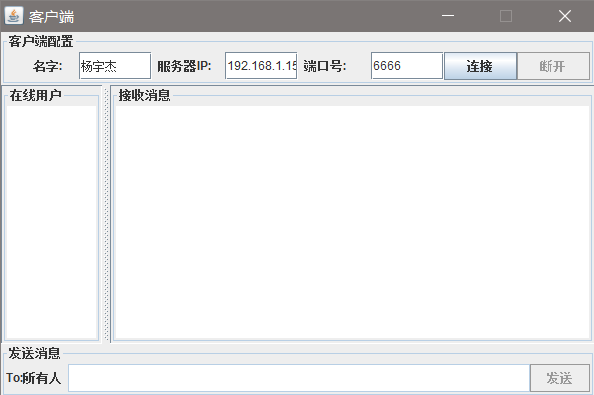 客户端
客户端配置
名字: 杨宇杰 服务器IP: 192.168.1.15 端口号: 6666 连接 断开
在线用户 接收消息
发送消息
To:所有人 发送